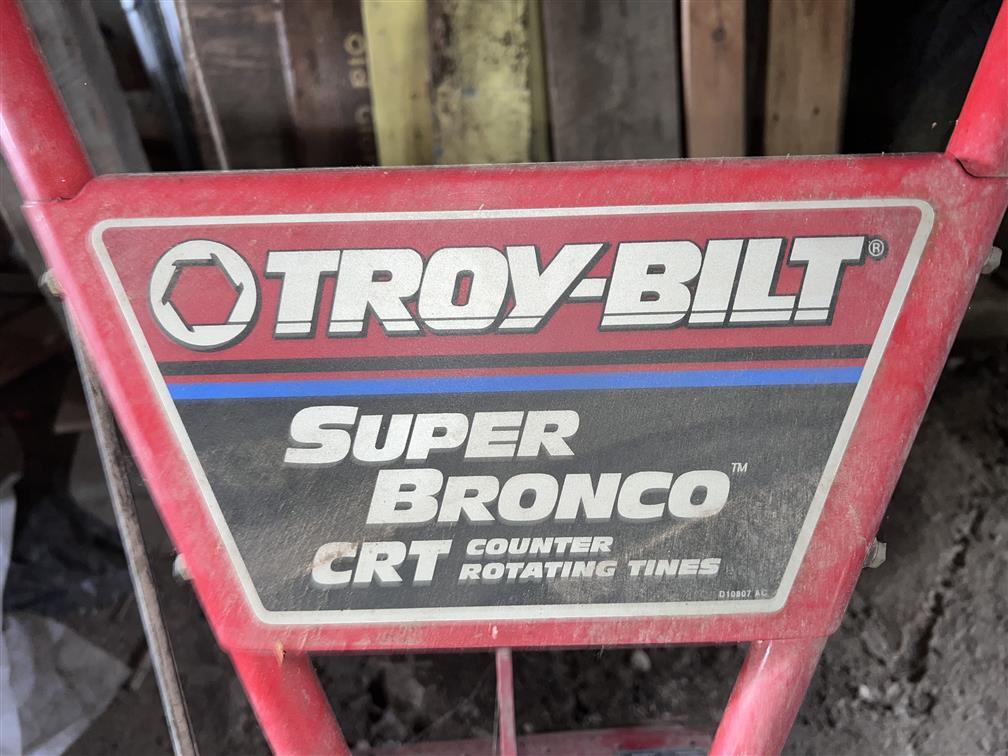 TROY-BILT®
SUPER
BRONCO™
CRT COUNTER
ROTATING TINES
D10807 AC